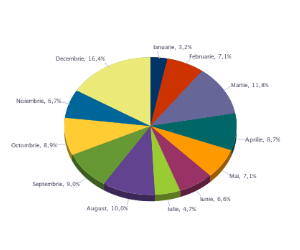 Ianuarie, 3,2%
Februarie, 7,1%
Martie, 11,8%
Aprilie, 8,7%
Mai, 7,1%
Iunie, 6,6%
Iulie, 4,7%
August, 10,0%
Septembrie, 9,0%
Octombrie, 8,9%
Noiembrie, 6,7%
Decembrie, 16,4%